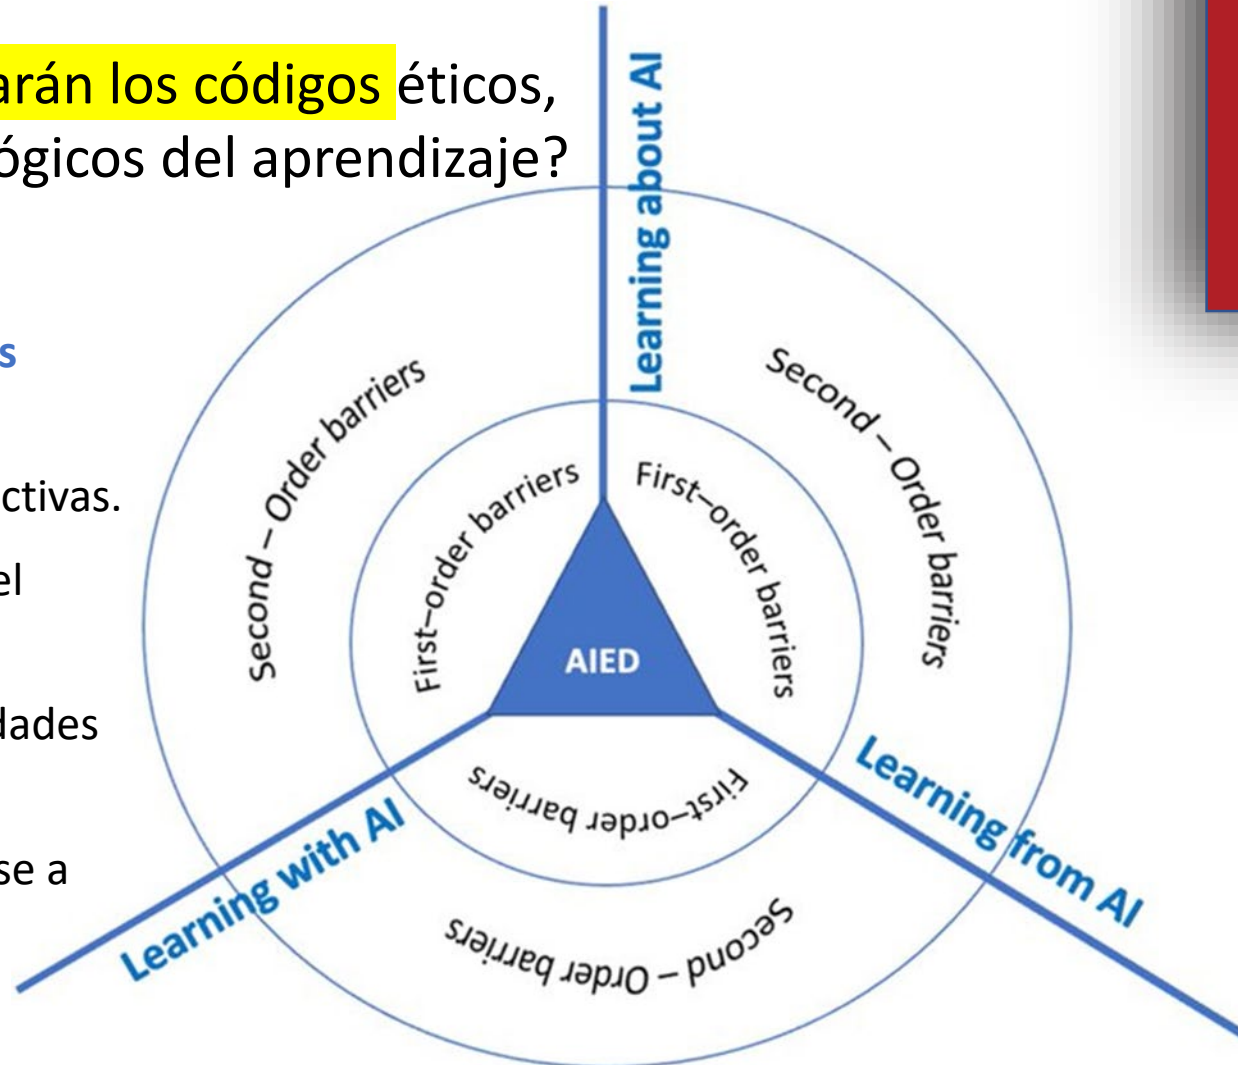 arán los códigos éticos,
ógicos del aprendizaje?
s
ctivas.
el
dades
se a
Learning about AI
Second – Order barriers
Second – Order barriers
First–order barriers
First–order barriers
AIED
First–order barriers
Learning with AI
Learning from AI
Second – Order barriers